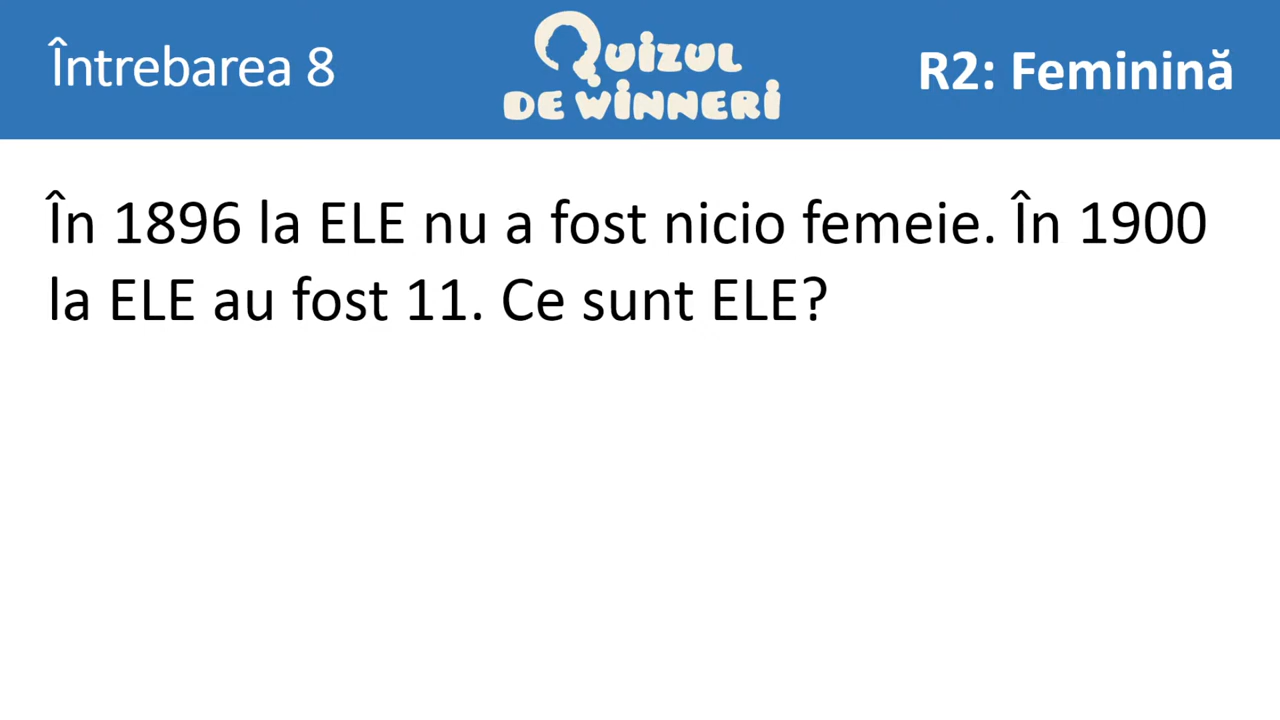 Întrebarea 8
QUIZUL
DE WINNERI
R2: Feminină
În 1896 la ELE nu a fost nicio femeie. În 1900
la ELE au fost 11. Ce sunt ELE?